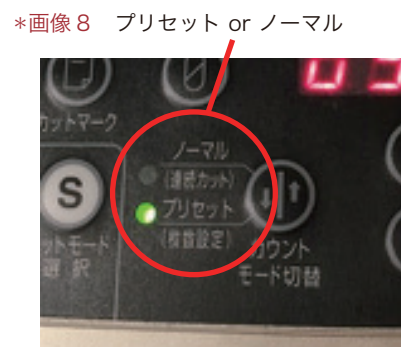 *画像8 プリセット or ノーマル
カットマーク
ノーマル
(連続カット)
S
プリセット
(枚数設定)
ットモード
選択
カウント
モード切替